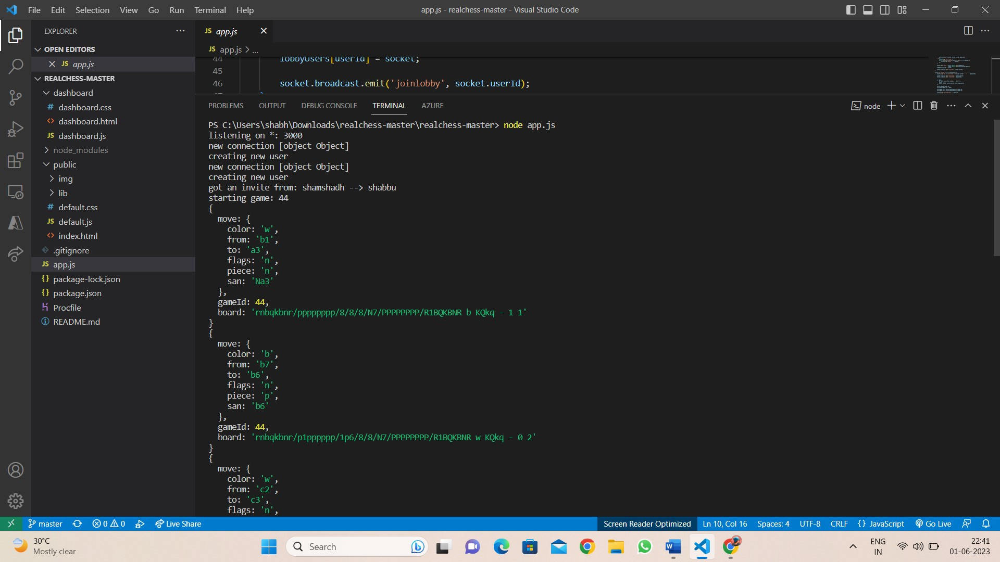 File Edit Selection View Go Run Terminal Help
app.js - realchess-master - Visual Studio Code
EXPLORER
OPEN EDITORS
JS app.js
REALCHESS-MASTER
dashboard
# dashboard.css
<> dashboard.html
JS dashboard.js
node_modules
public
img
lib
# default.css
JS default.js
<> index.html
.gitignore
JS app.js
{} package-lock.json
{} package.json
Procfile
README.md
JS app.js
JS app.js > ...
44 lobbyUsers[userId] = socket;
45
46 socket.broadcast.emit('joinlobby', socket.userId);
PROBLEMS OUTPUT DEBUG CONSOLE TERMINAL AZURE
node
PS C:\Users\shabh\Downloads\realchess-master\realchess-master> node app.js
listening on *: 3000
new connection [object Object]
creating new user
new connection [object Object]
creating new user
got an invite from: shamshadh --> shabbu
starting game: 44
{
move: {
color: 'w',
from: 'b1',
to: 'a3',
flags: 'n',
piece: 'n',
san: 'Na3'
},
gameId: 44,
board: 'rnbqkbnr/pppppppp/8/8/8/N7/PPPPPPPP/R1BQKBNR b KQkq - 1 1'
}
{
move: {
color: 'b',
from: 'b7',
to: 'b6',
flags: 'n',
piece: 'p',
san: 'b6'
},
gameId: 44,
board: 'rnbqkbnr/p1pppppp/1p6/8/8/N7/PPPPPPPP/R1BQKBNR w KQkq - 0 2'
}
{
move: {
color: 'w',
from: 'c2',
to: 'c3',
flags: 'n',
master 0 0 Live Share
Screen Reader Optimized Ln 10, Col 16 Spaces: 4 UTF-8 CRLF {} JavaScript Go Live
30°C
Mostly clear
Search
ENG
IN
22:41
01-06-2023